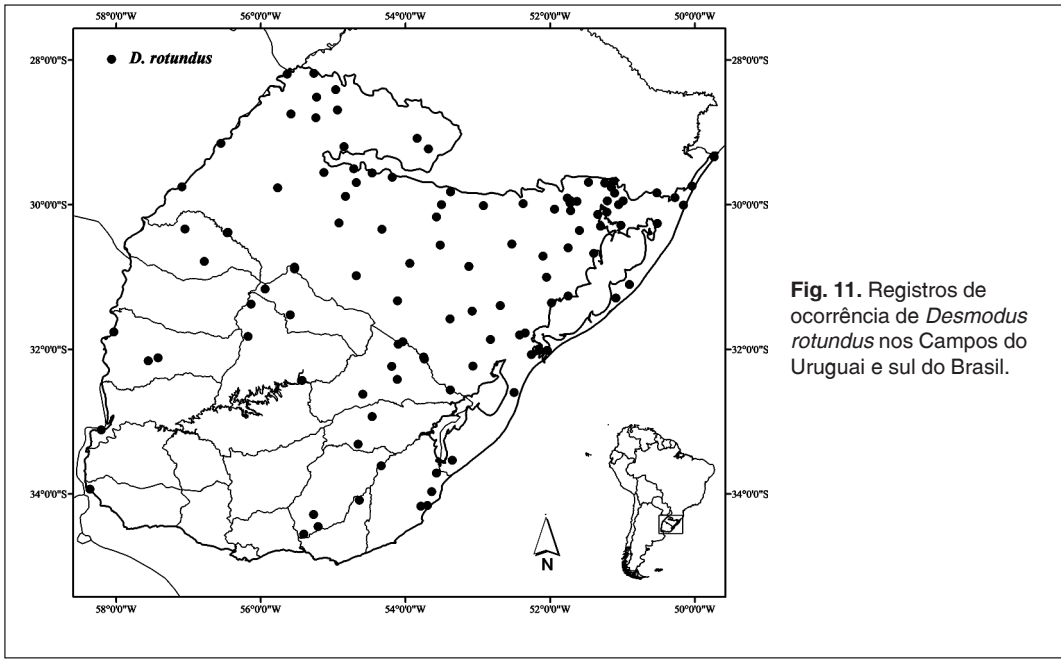 58°0'0"W 56°0'0"W 54°0'0"W 52°0'0"W 50°0'0"W
D. rotundus
28°0'0"S 28°0'0"S
30°0'0"S 30°0'0"S
32°0'0"S 32°0'0"S
34°0'0"S 34°0'0"S
N
58°0'0"W 56°0'0"W 54°0'0"W 52°0'0"W 50°0'0"W
Fig. 11. Registros de
ocorrência de Desmodus
rotundus nos Campos do
Uruguai e sul do Brasil.